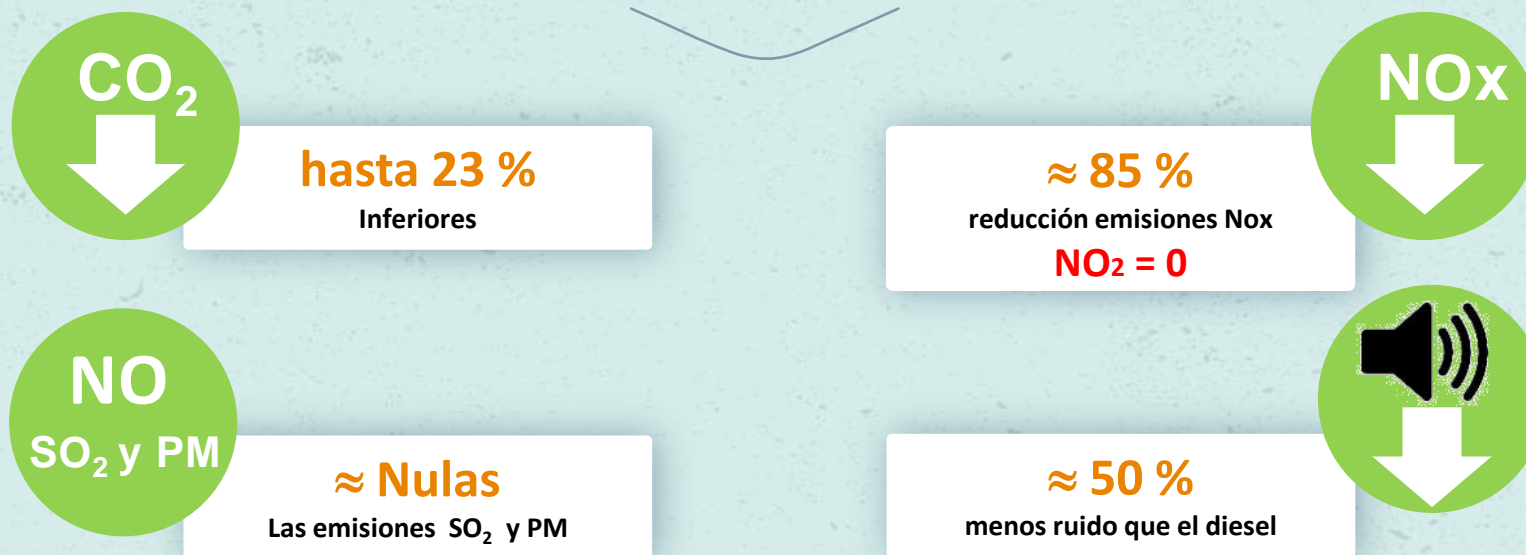 CO₂
hasta 23 %
Inferiores
NOx
≈ 85 %
reducción emisiones Nox
NO₂ = 0
NO
SO₂ y PM
≈ Nulas
Las emisiones SO₂ y PM
≈ 50 %
menos ruido que el diesel